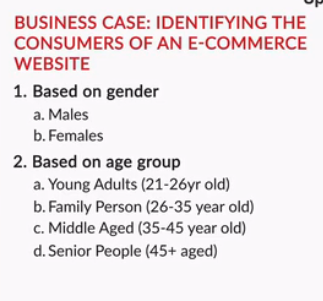 BUSINESS CASE: IDENTIFYING THE
CONSUMERS OF AN E-COMMERCE
WEBSITE
1. Based on gender
a. Males
b. Females
2. Based on age group
a. Young Adults (21-26yr old)
b. Family Person (26-35 year old)
c. Middle Aged (35-45 year old)
d. Senior People (45+ aged)